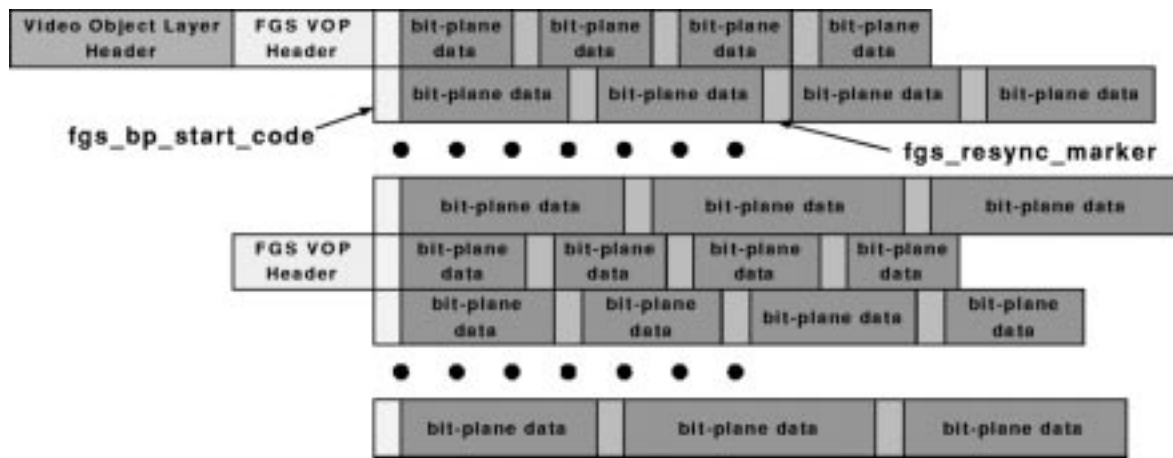 Video Object Layer
Header
FGS VOP
Header
bit-plane
data
bit-plane
data
bit-plane
data
bit-plane
data
bit-plane data
bit-plane data
bit-plane data
bit-plane data
fgs_bp_start_code
fgs_resync_marker
bit-plane data
bit-plane data
bit-plane data
FGS VOP
Header
bit-plane
data
bit-plane
data
bit-plane
data
bit-plane
data
bit-plane
data
bit-plane
data
bit-plane data
bit-plane
data
bit-plane data
bit-plane data
bit-plane data